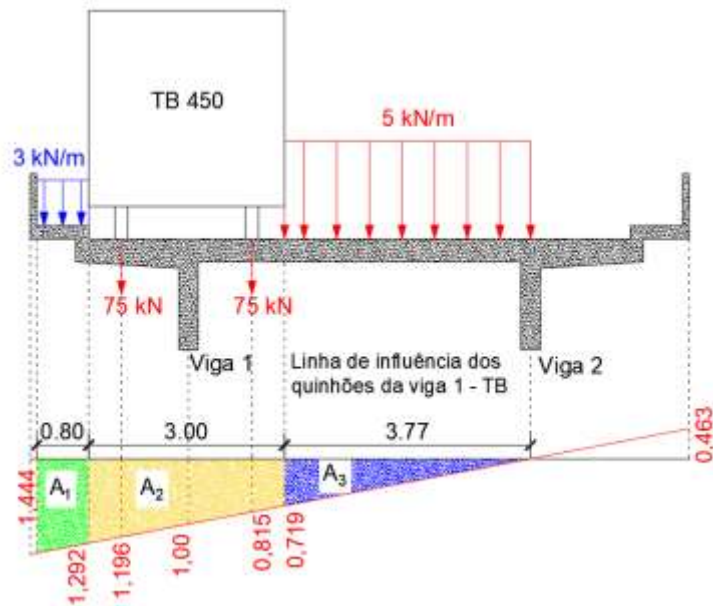 TB 450
5 kN/m
3 kN/m
75 kN
75 kN
Viga 1
Linha de influência dos
quinhões da viga 1 - TB
Viga 2
0.80
3.00
3.77
0.463
A1
A2
A3
1.444
1,292
1,196
1,00
0,815
0,719